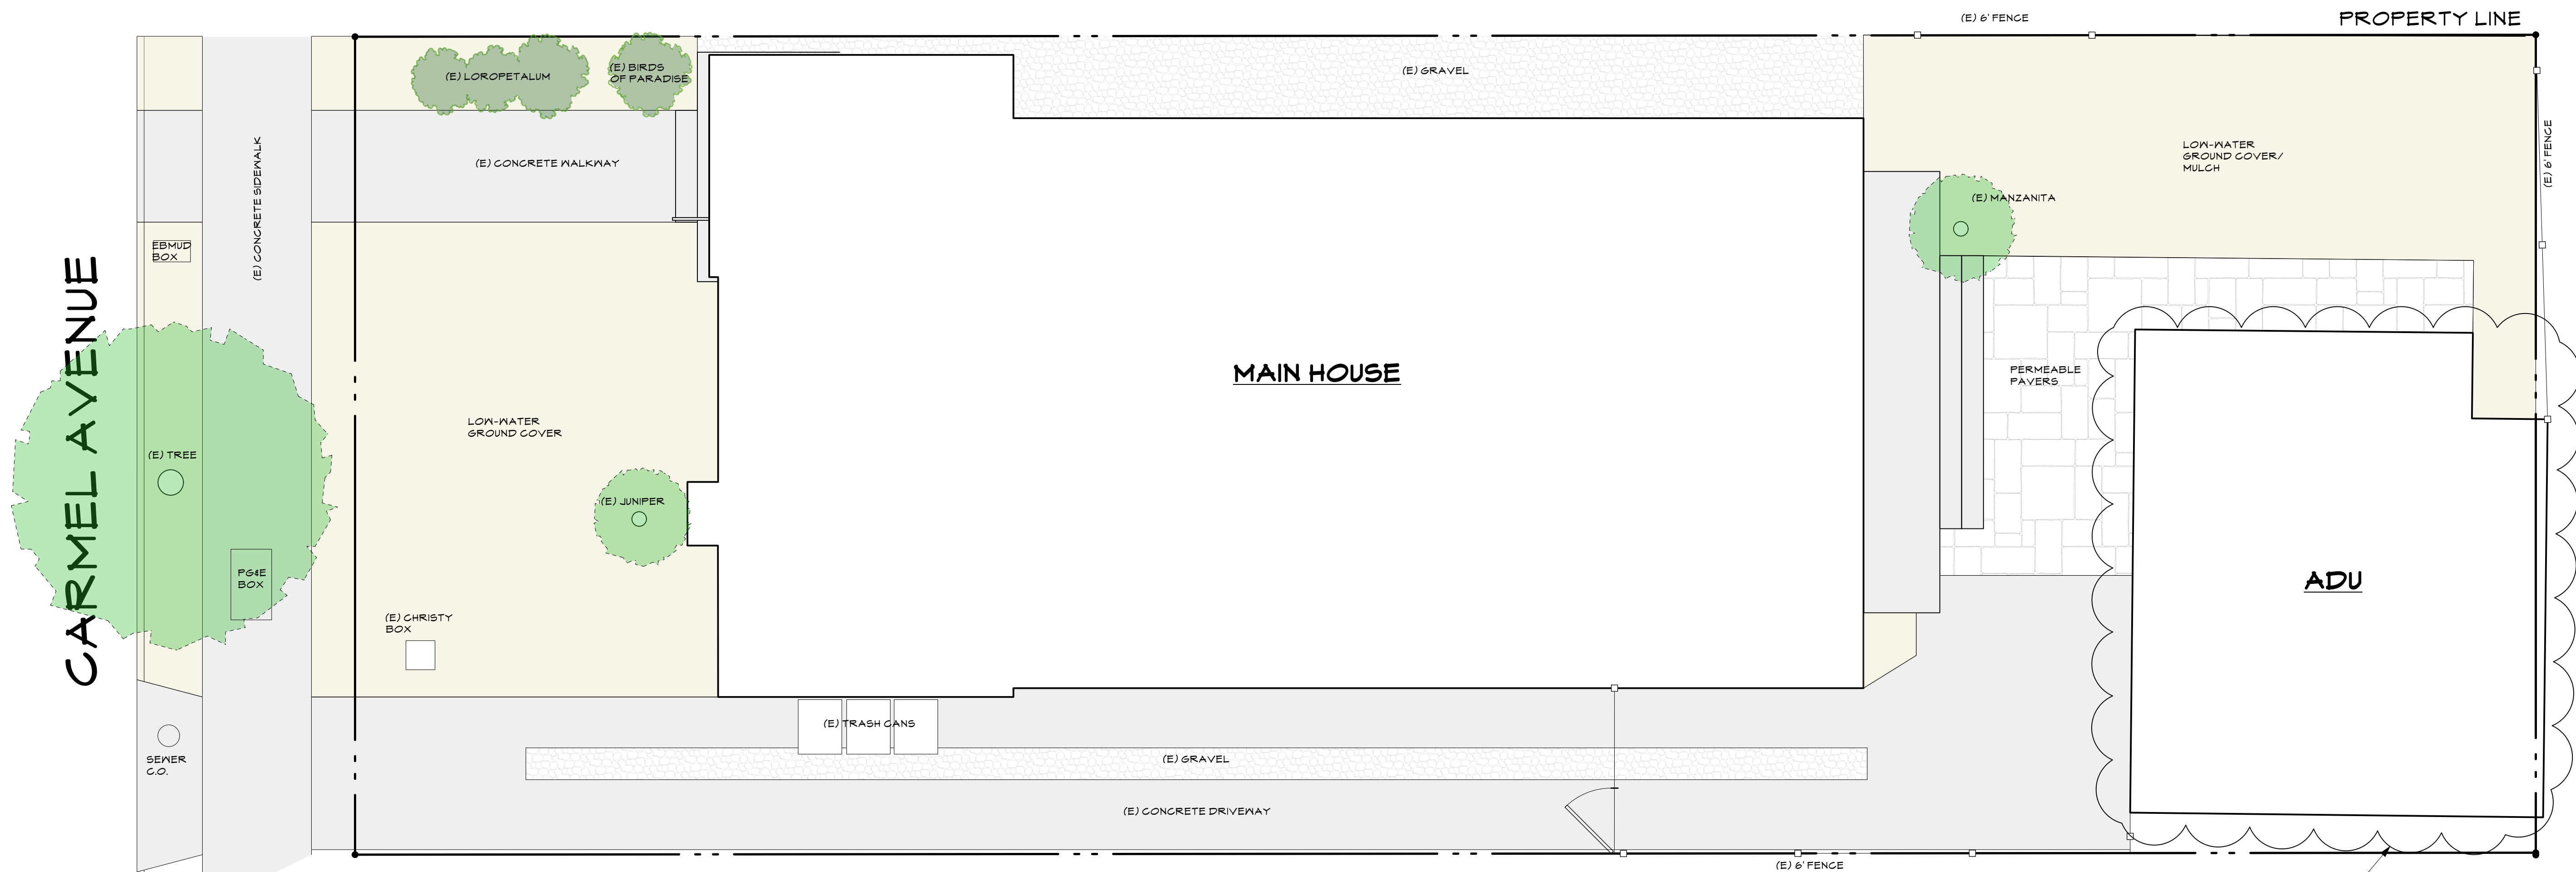 (E) 6' FENCE
PROPERTY LINE
(E) LOROPETALUM
(E) BIRDS
OF PARADISE
(E) GRAVEL
(E) CONCRETE WALKWAY
(E) CONCRETE SIDEWALK
LOW-WATER
GROUND COVER/
MULCH
(E) 6' FENCE
(E) MANZANITA
EBMUD
BOX
CARMEL AVENUE
MAIN HOUSE
PERMEABLE
PAVERS
LOW-WATER
GROUND COVER
(E) TREE
(E) JUNIPER
PG&E
BOX
ADU
(E) CHRISTY
BOX
(E) TRASH CANS
SEWER
C.O.
(E) GRAVEL
(E) CONCRETE DRIVEWAY
(E) 6' FENCE